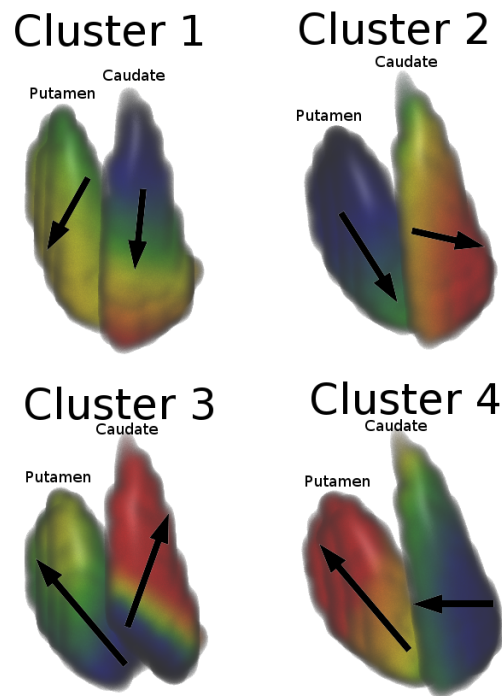 Cluster 1
Caudate
Putamen
Cluster 2
Caudate
Putamen
Cluster 3
Caudate
Putamen
Cluster 4
Caudate
Putamen